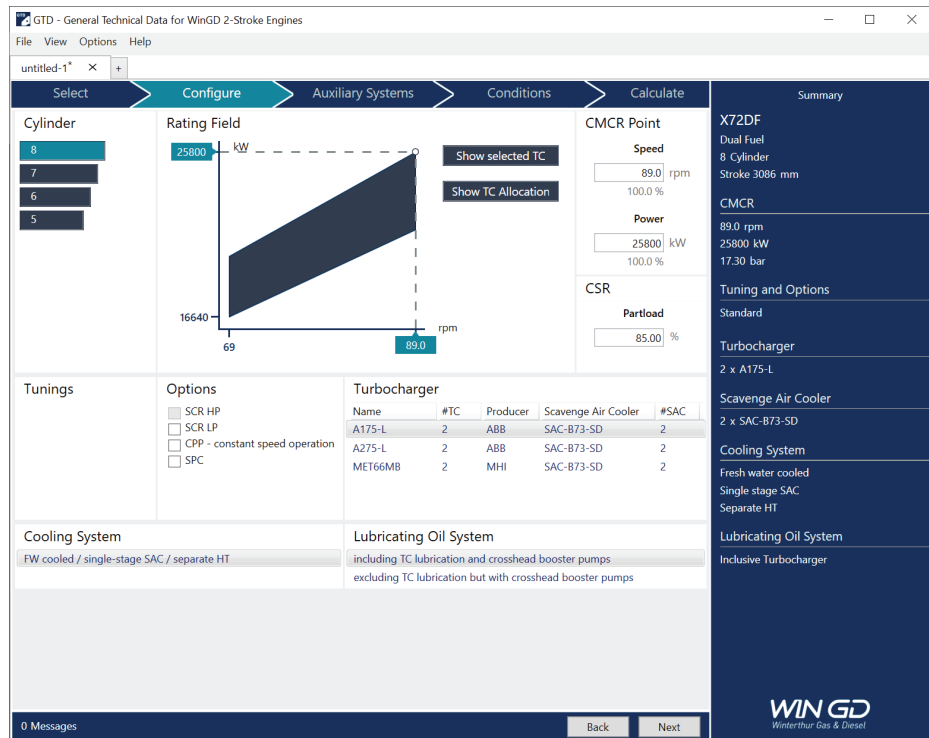 GTD - General Technical Data for WinGD 2-Stroke Engines
File View Options Help
untitled-1* × +
Select Configure Auxiliary Systems Conditions Calculate
Cylinder
8
7
6
5
Rating Field
25800
kW
16640
69
89.0
rpm
Show selected TC
Show TC Allocation
CMCR Point
Speed
89.0 rpm
100.0 %
Power
25800 kW
100.0 %
CSR
Partload
85.00 %
Tunings
Options
SCR HP
SCR LP
CPP - constant speed operation
SPC
Turbocharger
Name #TC Producer Scavenge Air Cooler #SAC
A175-L 2 ABB SAC-B73-SD 2
A275-L 2 ABB SAC-B73-SD 2
MET66MB 2 MHI SAC-B73-SD 2
Cooling System
FW cooled / single-stage SAC / separate HT
Lubricating Oil System
including TC lubrication and crosshead booster pumps
excluding TC lubrication but with crosshead booster pumps
Summary
X72DF
Dual Fuel
8 Cylinder
Stroke 3086 mm
CMCR
89.0 rpm
25800 kW
17.30 bar
Tuning and Options
Standard
Turbocharger
2 x A175-L
Scavenge Air Cooler
2 x SAC-B73-SD
Cooling System
Fresh water cooled
Single stage SAC
Separate HT
Lubricating Oil System
Inclusive Turbocharger
WIN GD
Winterthur Gas & Diesel
0 Messages
Back Next